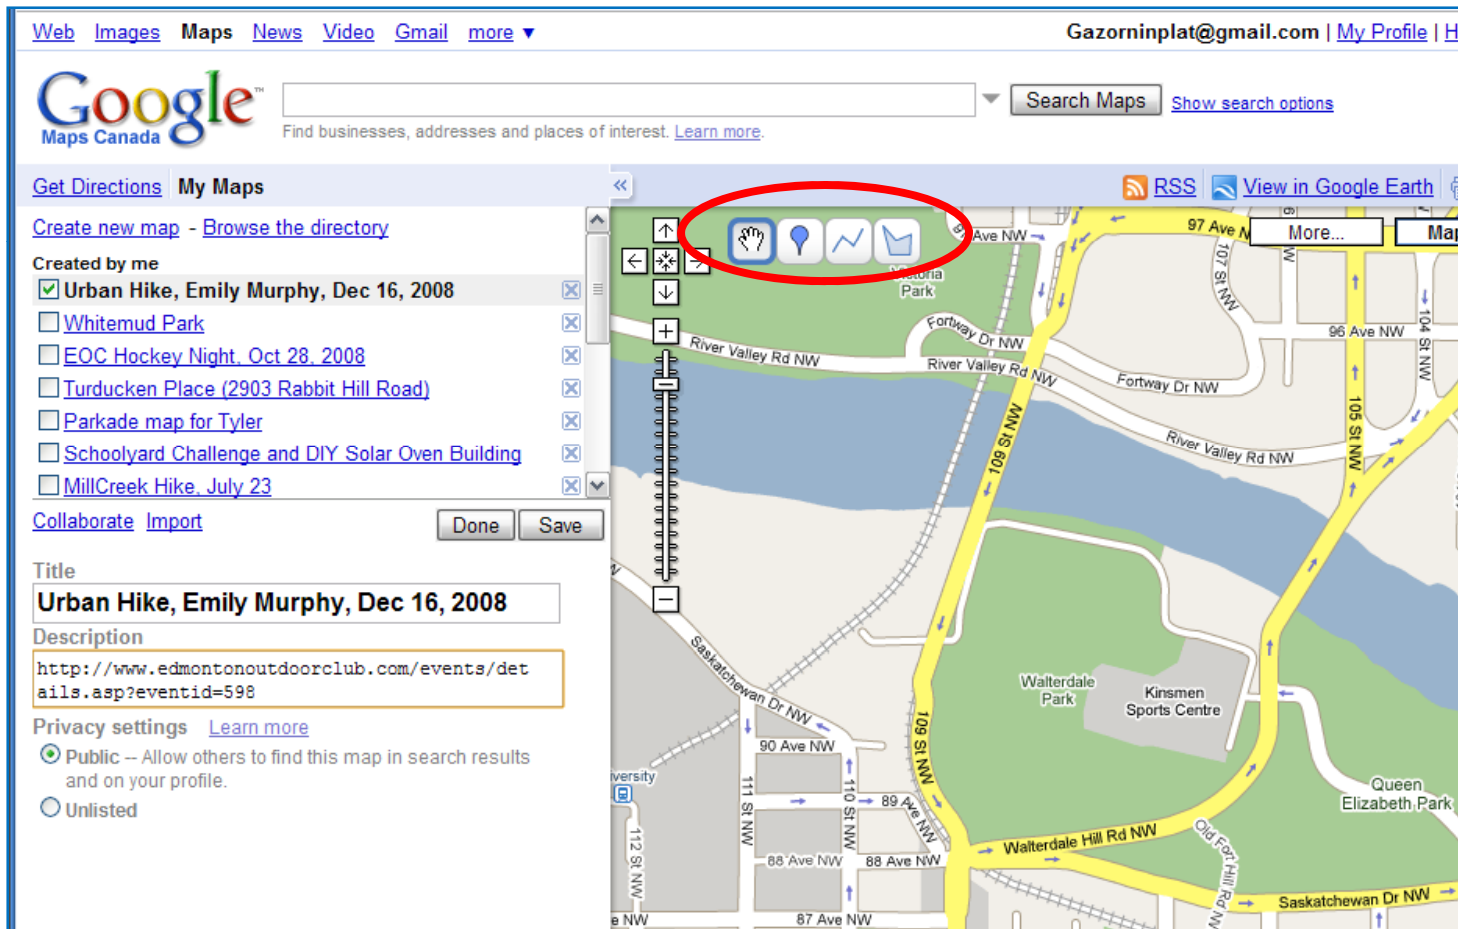 Web Images Maps News Video Gmail more ▼
Gazorninplat@gmail.com | My Profile | H
Google™
Maps Canada
Search Maps Show search options
Find businesses, addresses and places of interest. Learn more.
Get Directions My Maps
«
RSS View in Google Earth
Create new map - Browse the directory
Created by me
Urban Hike, Emily Murphy, Dec 16, 2008
Whitemud Park
EOC Hockey Night, Oct 28, 2008
Turducken Place (2903 Rabbit Hill Road)
Parkade map for Tyler
Schoolyard Challenge and DIY Solar Oven Building
MillCreek Hike, July 23
Collaborate Import Done Save
Title
Urban Hike, Emily Murphy, Dec 16, 2008
Description
http://www.edmontonoutdoorclub.com/events/det
ails.asp?eventid=598
Privacy settings Learn more
Public -- Allow others to find this map in search results
and on your profile.
Unlisted
More...
Map
Ave NW
97 Ave N
107 St NW
Victoria
Park
104 St NW
96 Ave NW
Fortway Dr NW
River Valley Rd NW
River Valley Rd NW
Fortway Dr NW
105 St NW
109 St NW
River Valley Rd NW
Saskatchewan Dr NW
Walterdale
Park
Kinsmen
Sports Centre
109 St NW
90 Ave NW
versity
111 St NW
110 St NW
89 Ave NW
112 St NW
88 Ave NW
88 Ave NW
Walterdale Hill Rd NW
Queen
Elizabeth Park
Old Fort Hill Rd NW
Saskatchewan Dr NW
e NW
87 Ave NW